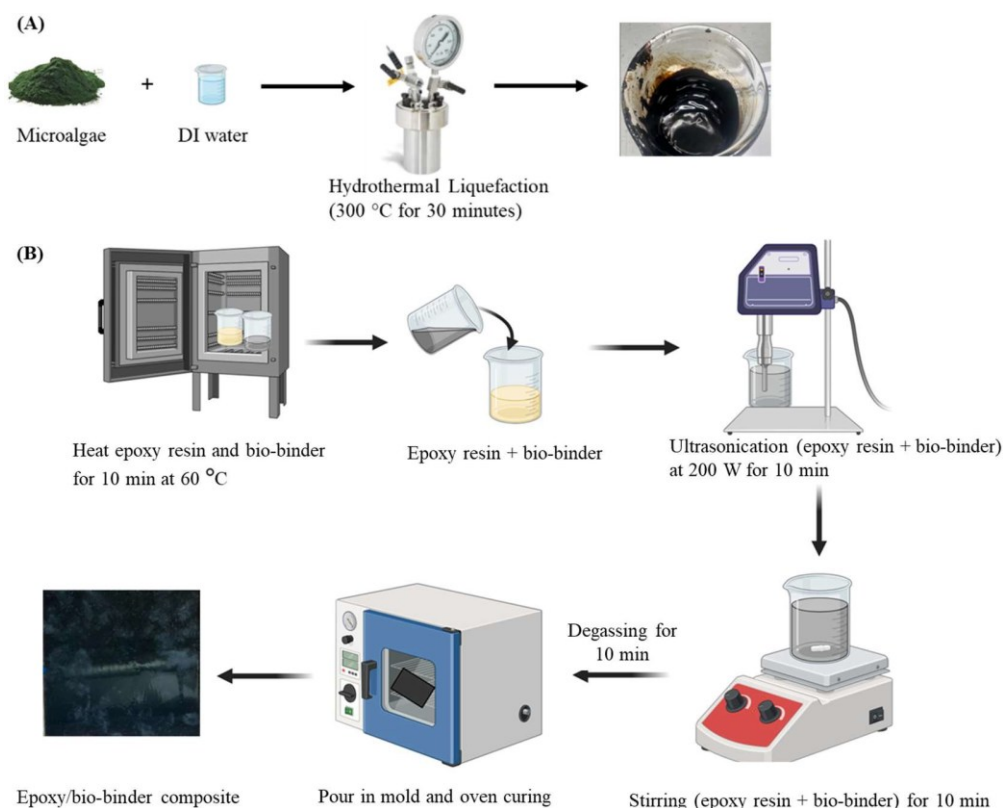 (A)
+
Microalgae
DI water
Hydrothermal Liquefaction
(300 °C for 30 minutes)
(B)
Heat epoxy resin and bio-binder
for 10 min at 60 °C
Epoxy resin + bio-binder
Ultrasonication (epoxy resin + bio-binder)
at 200 W for 10 min
Degassing for
10 min
Epoxy/bio-binder composite
Pour in mold and oven curing
Stirring (epoxy resin + bio-binder) for 10 min